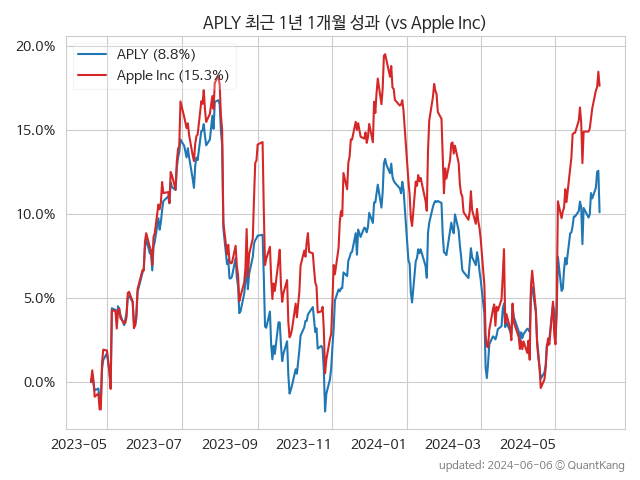 APLY 최근 1년 1개월 성과 (vs Apple Inc)
APLY (8.8%)
Apple Inc (15.3%)
20.0%
15.0%
10.0%
5.0%
0.0%
2023-05 2023-07 2023-09 2023-11 2024-01 2024-03 2024-05
updated: 2024-06-06 © QuantKang